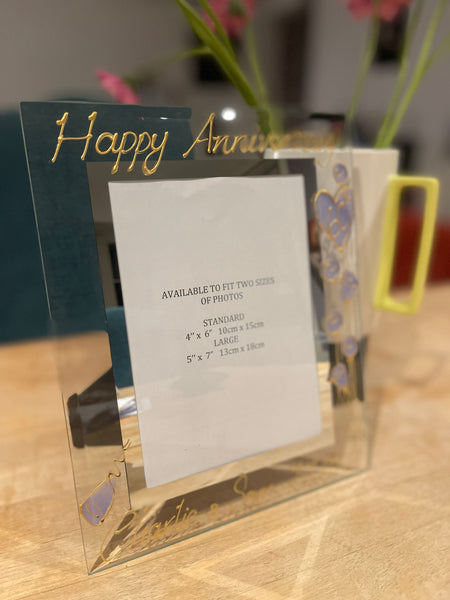 Happy Anniversary
AVAILABLE TO FIT TWO SIZES
OF PHOTOS
STANDARD
4" x 6" 10cm x 15cm
LARGE
5" x 7" 13cm x 18cm
Charlie &